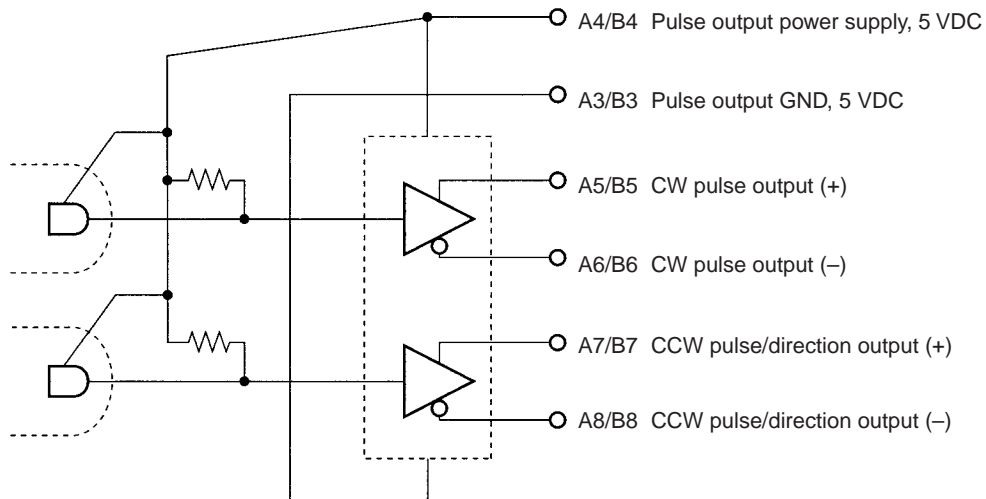 A4/B4 Pulse output power supply, 5 VDC
A3/B3 Pulse output GND, 5 VDC
A5/B5 CW pulse output (+)
A6/B6 CW pulse output (–)
A7/B7 CCW pulse/direction output (+)
A8/B8 CCW pulse/direction output (–)